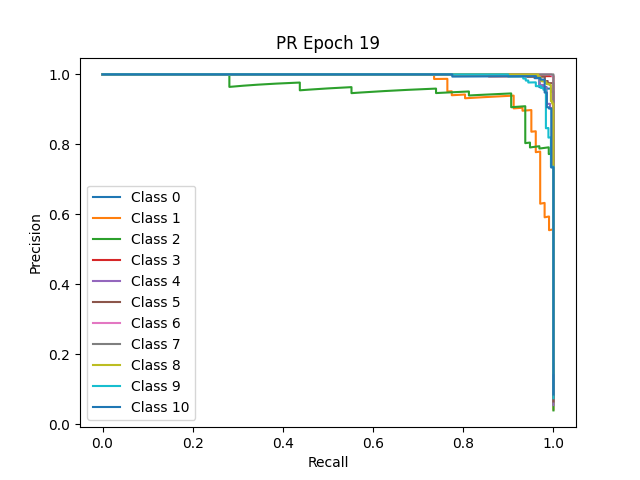 PR Epoch 19
1.0
0.8
0.6
0.4
0.2
0.0
Precision
Class 0
Class 1
Class 2
Class 3
Class 4
Class 5
Class 6
Class 7
Class 8
Class 9
Class 10
0.0 0.2 0.4 0.6 0.8 1.0
Recall